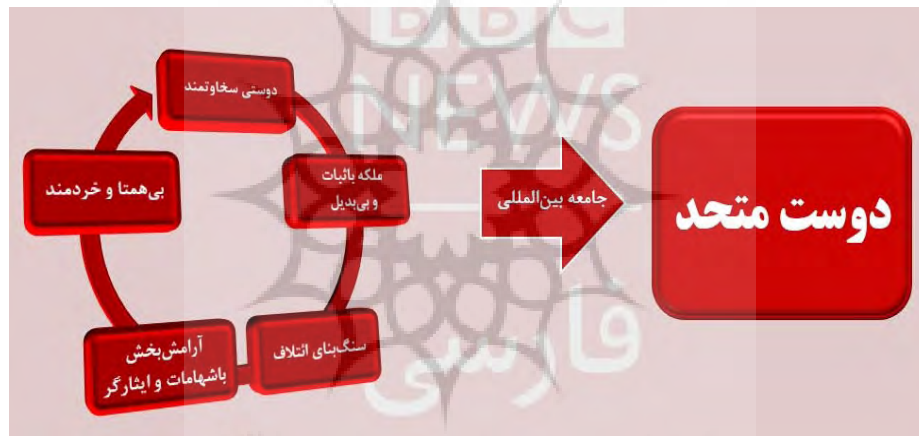 BBC
NEWS
فارسی
دوستی سخاوتمند
ملکه باثبات
و بی‌بدیل
سنگ‌بنای ائتلاف
آرامش‌بخش
باشهامات و ایثارگر
بی‌همتا و خردمند
جامعه بین‌المللی
دوست متحد